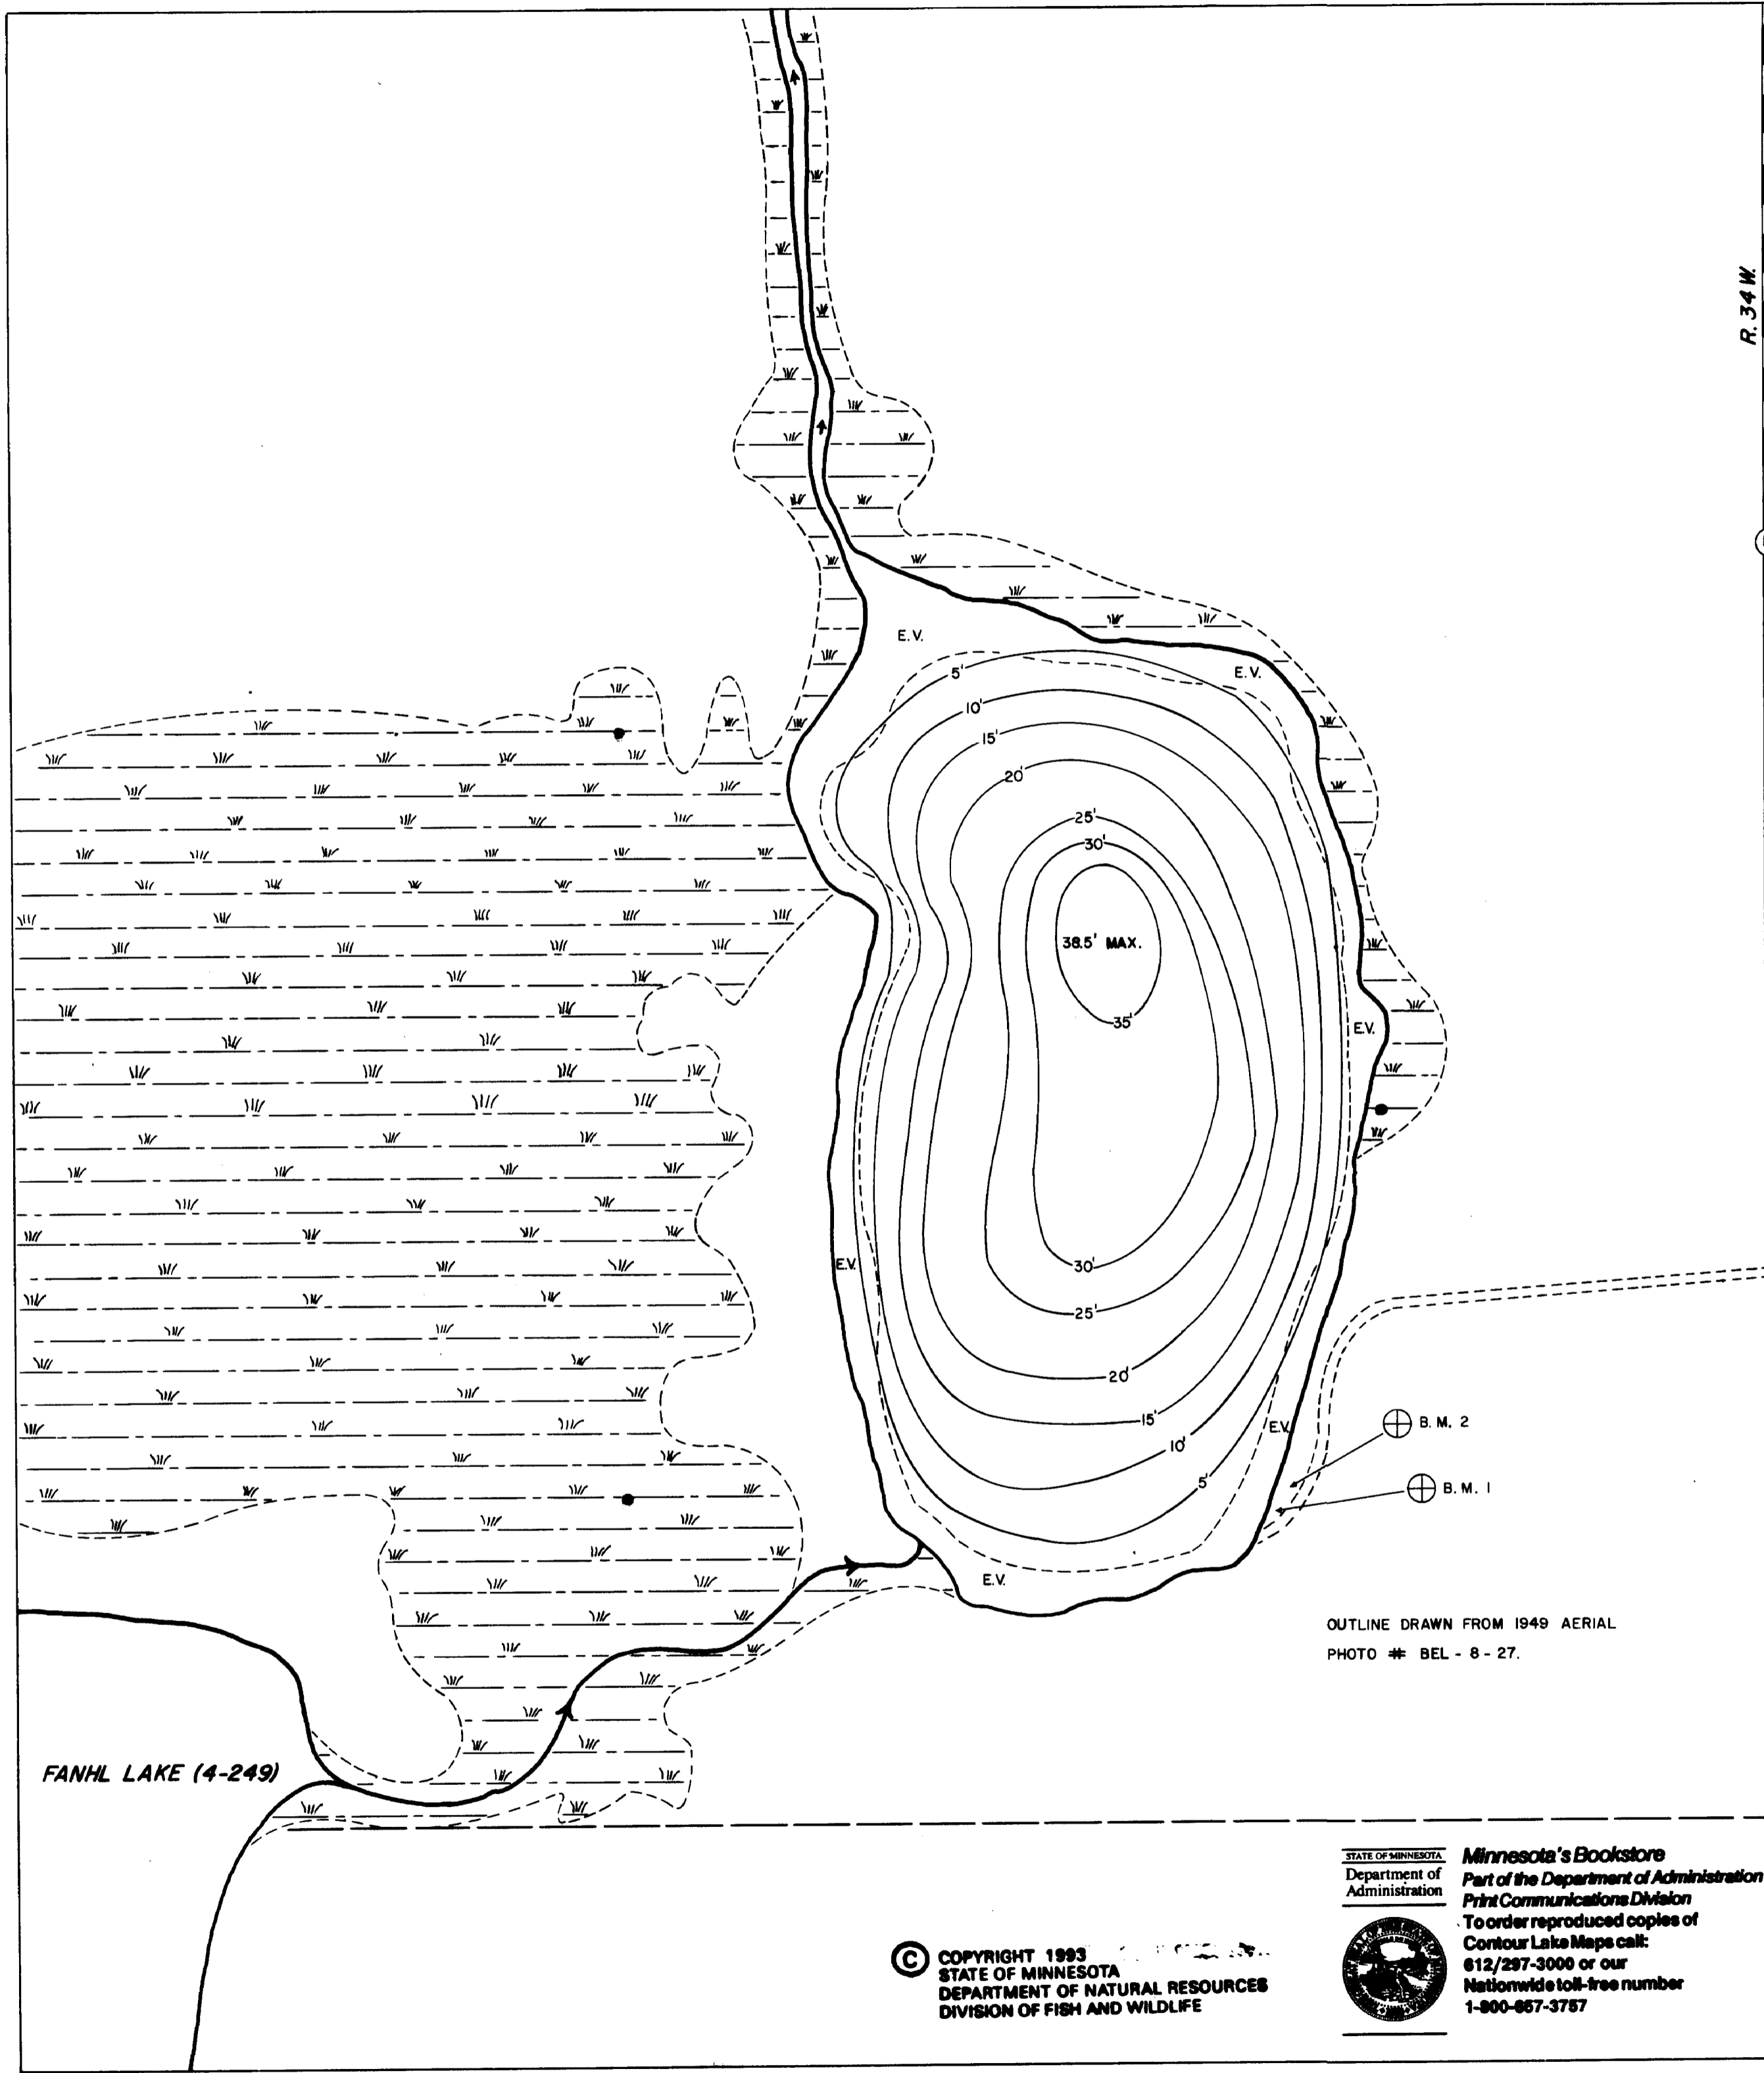 R. 34 W.
E.V.
E.V.
5'
10'
15'
20'
25'
30'
38.5' MAX.
35'
E.V.
E.V.
30'
25'
20'
15'
10'
5'
E.V.
B. M. 2
B. M. 1
E.V.
OUTLINE DRAWN FROM 1949 AERIAL
PHOTO # BEL - 8 - 27.
FANHL LAKE (4-249)
STATE OF MINNESOTA
Department of
Administration
Minnesota's Bookstore
Part of the Department of Administration
Print Communications Division
To order reproduced copies of
Contour Lake Maps call:
612/297-3000 or our
Nationwide toll-free number
1-800-657-3757
© COPYRIGHT 1993
STATE OF MINNESOTA
DEPARTMENT OF NATURAL RESOURCES
DIVISION OF FISH AND WILDLIFE